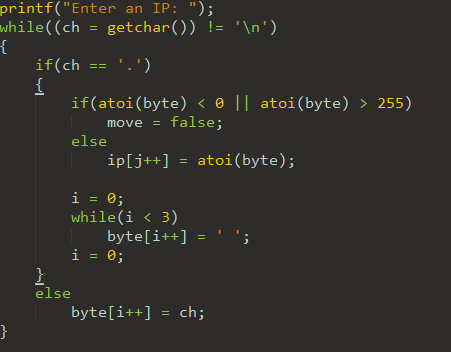 printf("Enter an IP: ");
while((ch = getchar()) != '\n')
{
    if(ch == '.')
    {
        if(atoi(byte) < 0 || atoi(byte) > 255)
            move = false;
        else
            ip[j++] = atoi(byte);

        i = 0;
        while(i < 3)
            byte[i++] = ' ';
        i = 0;
    }
    else
        byte[i++] = ch;
}